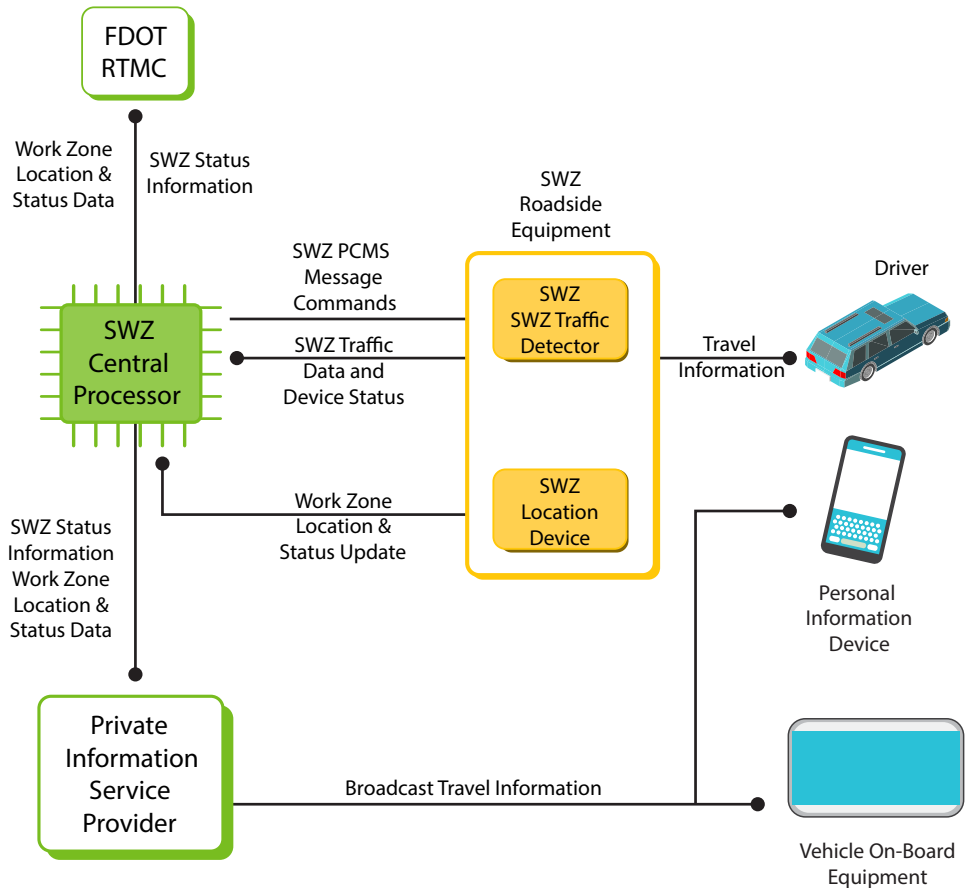 FDOT
RTMC
Work Zone
Location &
Status Data
SWZ Status
Information
SWZ
Roadside
Equipment
SWZ PCMS
Message
Commands
SWZ
SWZ Traffic
Detector
Driver
SWZ
Central
Processor
SWZ Traffic
Data and
Device Status
Travel
Information
Work Zone
Location &
Status Update
SWZ
Location
Device
SWZ Status
Information
Work Zone
Location &
Status Data
Personal
Information
Device
Private
Information
Service
Provider
Broadcast Travel Information
Vehicle On-Board
Equipment